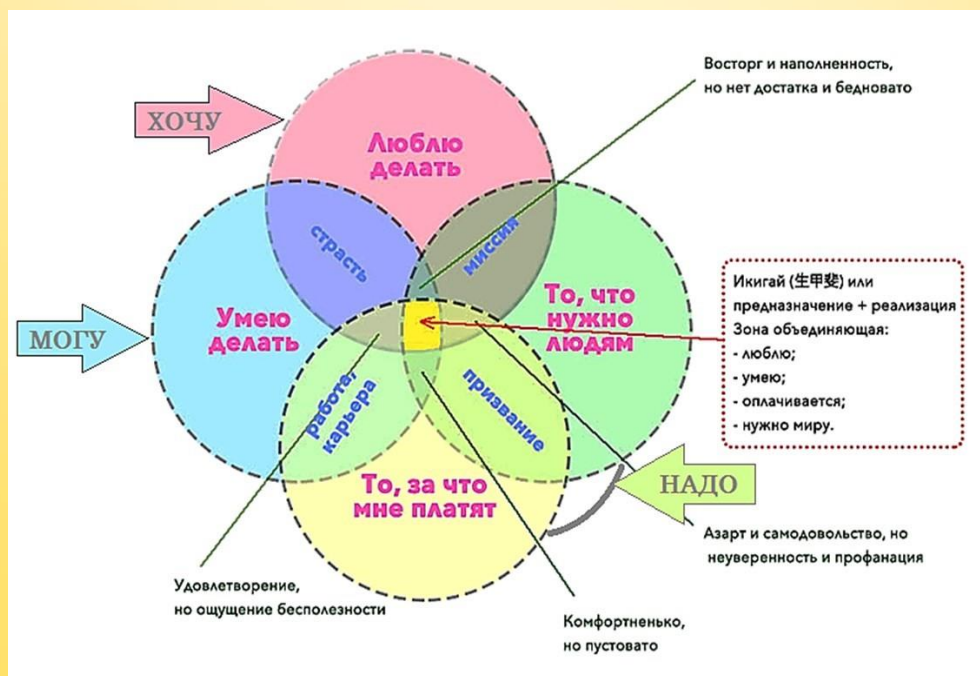 Восторг и наполненность,
но нет достатка и бедновато
ХОЧУ
Люблю
делать
страсть
миссия
МОГУ
Умею
делать
То, что
нужно
людям
Икигай (生甲斐) или
предназначение + реализация
Зона объединяющая:
- люблю;
- умею;
- оплачивается;
- нужно миру.
работа,
карьера
призвание
То, за что
мне платят
НАДО
Азарт и самодовольство, но
неуверенность и профанация
Удовлетворение,
но ощущение бесполезности
Комфортненько,
но пустовато